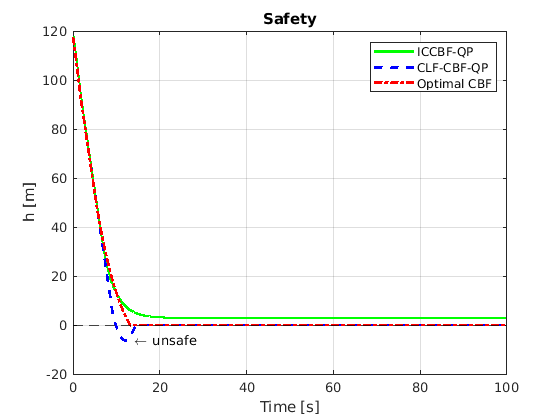 Safety
ICCBF-QP
CLF-CBF-QP
Optimal CBF
h [m]
120
100
80
60
40
20
0
-20
← unsafe
0
20
40
60
80
100
Time [s]